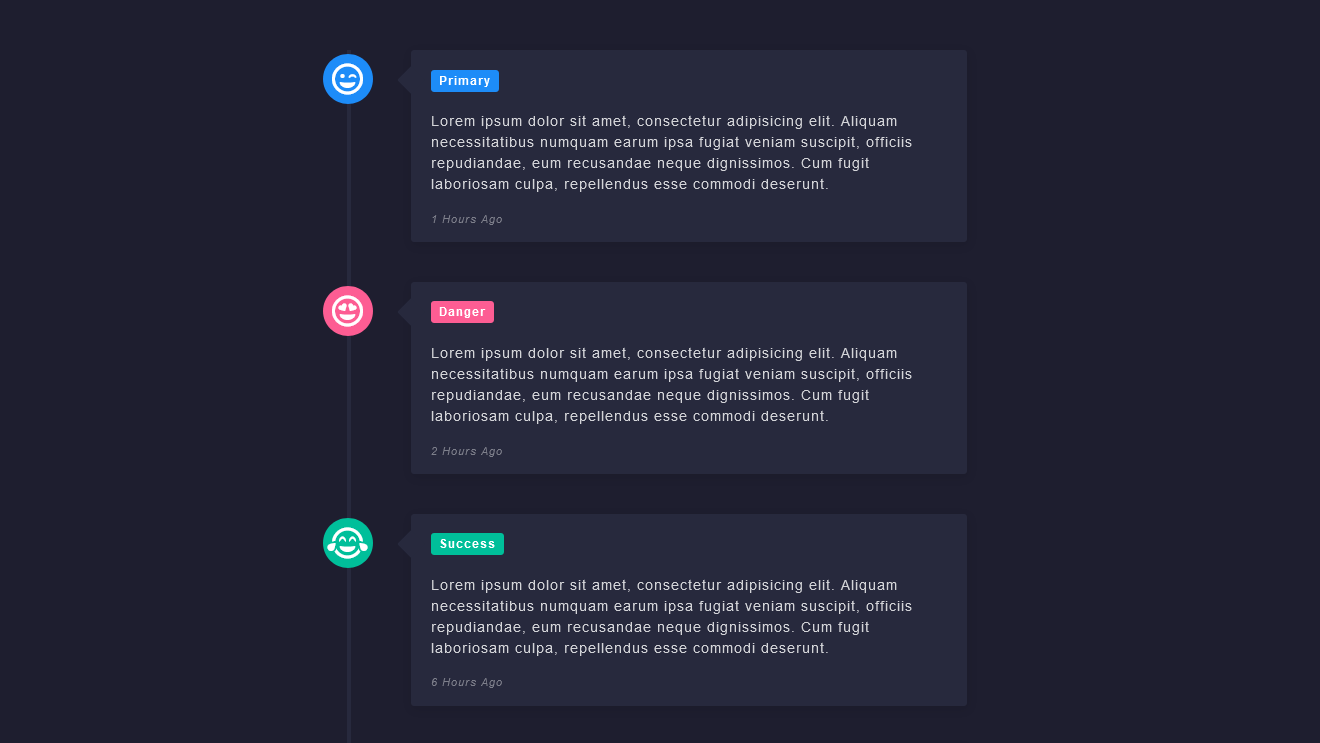 Primary
Lorem ipsum dolor sit amet, consectetur adipisicing elit. Aliquam
necessitatibus numquam earum ipsa fugiat veniam suscipit, officiis
repudiandae, eum recusandae neque dignissimos. Cum fugit
laboriosam culpa, repellendus esse commodi deserunt.
1 Hours Ago
Danger
Lorem ipsum dolor sit amet, consectetur adipisicing elit. Aliquam
necessitatibus numquam earum ipsa fugiat veniam suscipit, officiis
repudiandae, eum recusandae neque dignissimos. Cum fugit
laboriosam culpa, repellendus esse commodi deserunt.
2 Hours Ago
Success
Lorem ipsum dolor sit amet, consectetur adipisicing elit. Aliquam
necessitatibus numquam earum ipsa fugiat veniam suscipit, officiis
repudiandae, eum recusandae neque dignissimos. Cum fugit
laboriosam culpa, repellendus esse commodi deserunt.
6 Hours Ago